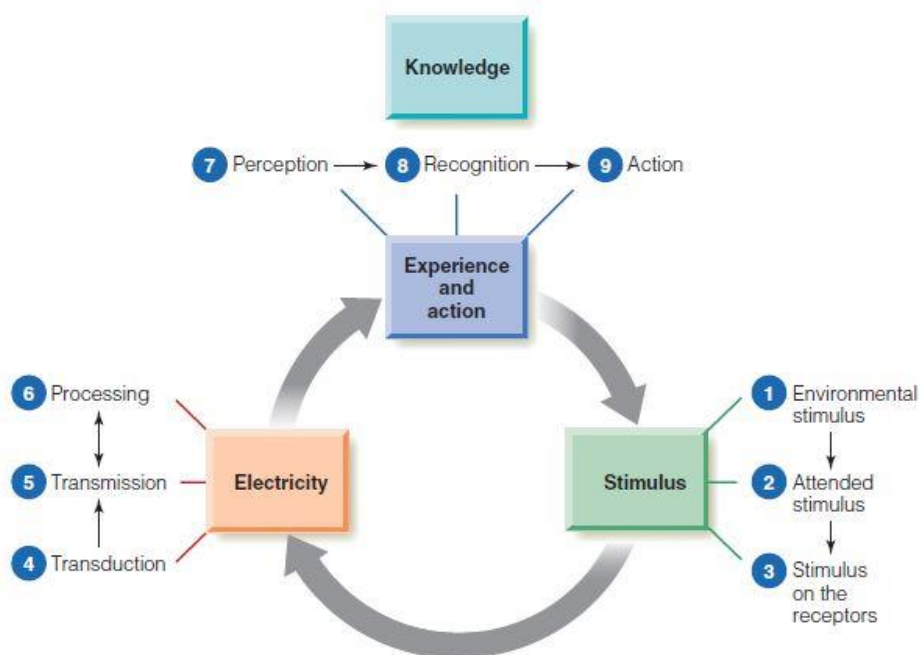 Knowledge
7 Perception
8 Recognition
9 Action
Experience
and
action
6 Processing
5 Transmission
4 Transduction
Electricity
Stimulus
1 Environmental
stimulus
2 Attended
stimulus
3 Stimulus
on the
receptors